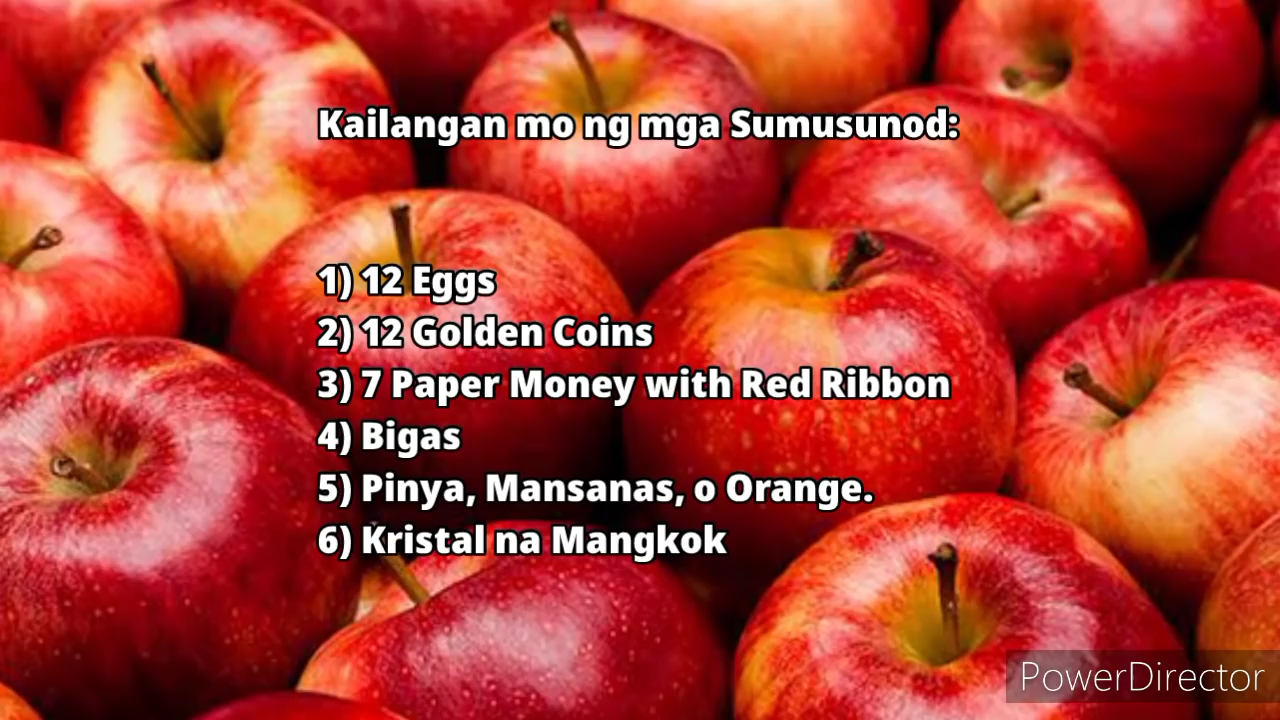 Kailangan mo ng mga Sumusunod:
1) 12 Eggs
2) 12 Golden Coins
3) 7 Paper Money with Red Ribbon
4) Bigas
5) Pinya, Mansanas, o Orange.
6) Kristal na Mangkok
PowerDirector